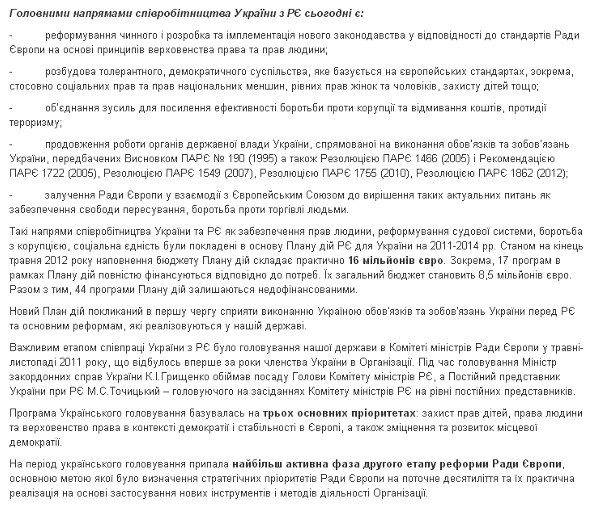 Головними напрямами співробітництва України з РЄ сьогодні є:
- реформування чинного і розробка та імплементація нового законодавства у відповідності до стандартів Ради
Європи на основі принципів верховенства права та прав людини;
- розбудова толерантного, демократичного суспільства, яке базується на європейських стандартах, зокрема,
стосовно соціальних прав та прав національних меншин, рівних прав жінок та чоловіків, захисту дітей тощо;
- об'єднання зусиль для посилення ефективності боротьби проти корупції та відмивання коштів, протидії
тероризму;
- продовження роботи органів державної влади України, спрямованої на виконання обов'язків та зобов'язань
України, передбачених Висновком ПАРЄ № 190 (1995) а також Резолюцією ПАРЄ 1466 (2005) і Рекомендацією
ПАРЄ 1722 (2005), Резолюцією ПАРЄ 1549 (2007), Резолюцією ПАРЄ 1755 (2010), Резолюцією ПАРЄ 1862 (2012);
- залучення Ради Європи у взаємодії з Європейським Союзом до вирішення таких актуальних питань як
забезпечення свободи пересування, боротьба проти торгівлі людьми.
Такі напрями співробітництва України та РЄ як забезпечення прав людини, реформування судової системи, боротьба
з корупцією, соціальна єдність були покладені в основу Плану дій РЄ для України на 2011-2014 рр. Станом на кінець
травня 2012 року наповнення бюджету Плану дій складає практично 16 мільйонів євро. Зокрема, 17 програм в
рамках Плану дій повністю фінансуються відповідно до потреб. Їх загальний бюджет становить 8,5 мільйонів євро.
Разом з тим, 44 програми Плану дій залишаються недофінансованими.
Новий План дій покликаний в першу чергу сприяти виконанню Україною обов'язків та зобов'язань України перед РЄ
та основним реформам, які реалізовуються у нашій державі.
Важливим етапом співпраці України з РЄ було головування нашої держави в Комітеті міністрів Ради Європи у травні-
листопаді 2011 року, що відбулось вперше за роки членства України в Організації. Під час головування Міністр
закордонних справ України К.І.Грищенко обіймав посаду Голови Комітету міністрів РЄ, а Постійний представник
України при РЄ М.Є.Точицький – головуючого на засіданнях Комітету міністрів РЄ на рівні постійних представників.
Програма Українського головування базувалась на трьох основних пріоритетах: захист прав дітей, права людини
та верховенство права в контексті демократії і стабільності в Європі, а також зміцнення та розвиток місцевої
демократії.
На період українського головування припала найбільш активна фаза другого етапу реформи Ради Європи,
основною метою якої було визначення стратегічних пріоритетів Ради Європи на поточне десятиліття та їх практична
реалізація на основі застосування нових інструментів і методів діяльності Організації.